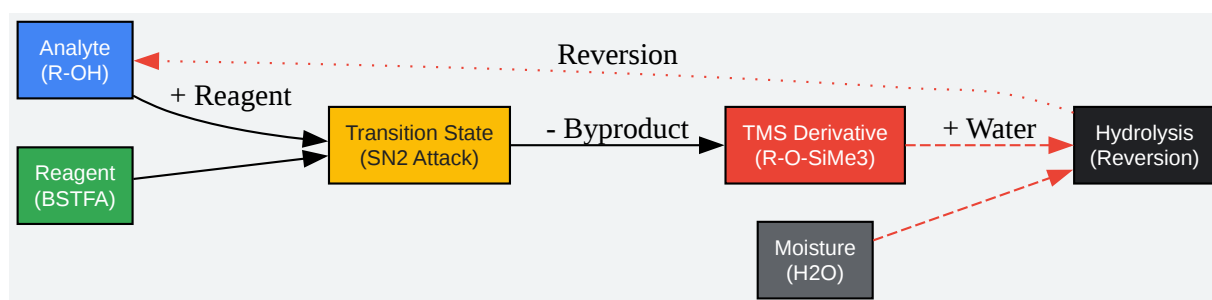 Analyte
(R-OH)
Reversion
+ Reagent
Reagent
(BSTFA)
Transition State
(SN2 Attack)
- Byproduct
TMS Derivative
(R-O-SiMe3)
+ Water
Hydrolysis
(Reversion)
Moisture
(H2O)